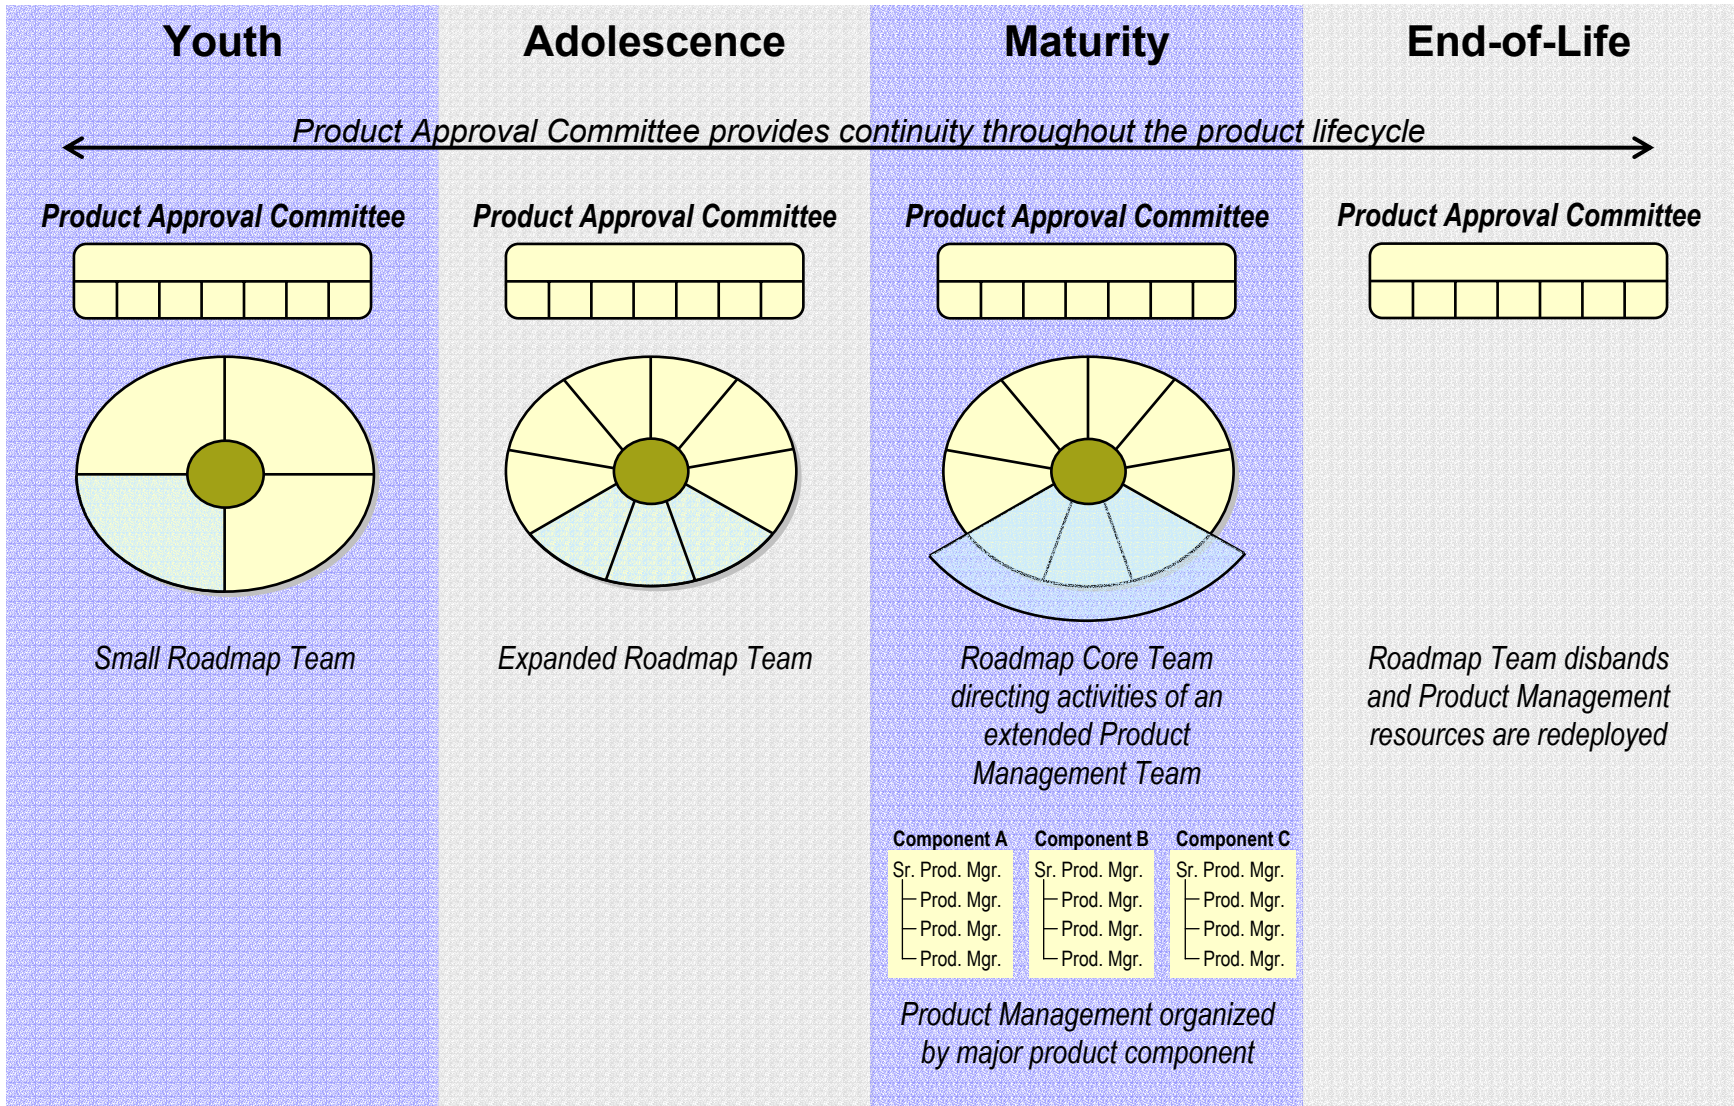 Youth
Adolescence
Maturity
End-of-Life
Product Approval Committee provides continuity throughout the product lifecycle
Product Approval Committee
Product Approval Committee
Product Approval Committee
Product Approval Committee
Small Roadmap Team
Expanded Roadmap Team
Roadmap Core Team
directing activities of an
extended Product
Management Team
Roadmap Team disbands
and Product Management
resources are redeployed
Component A
Sr. Prod. Mgr.
Prod. Mgr.
Prod. Mgr.
Prod. Mgr.
Component B
Sr. Prod. Mgr.
Prod. Mgr.
Prod. Mgr.
Prod. Mgr.
Component C
Sr. Prod. Mgr.
Prod. Mgr.
Prod. Mgr.
Prod. Mgr.
Product Management organized
by major product component